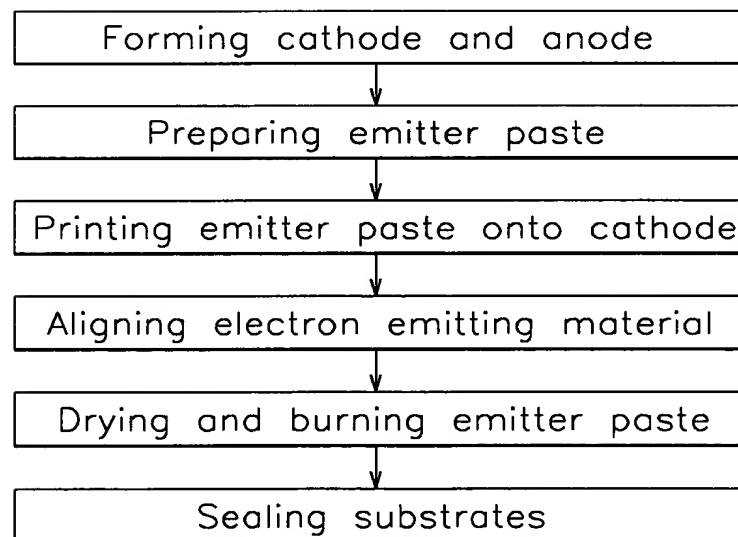 Forming cathode and anode
Preparing emitter paste
Printing emitter paste onto cathode
Aligning electron emitting material
Drying and burning emitter paste
Sealing substrates